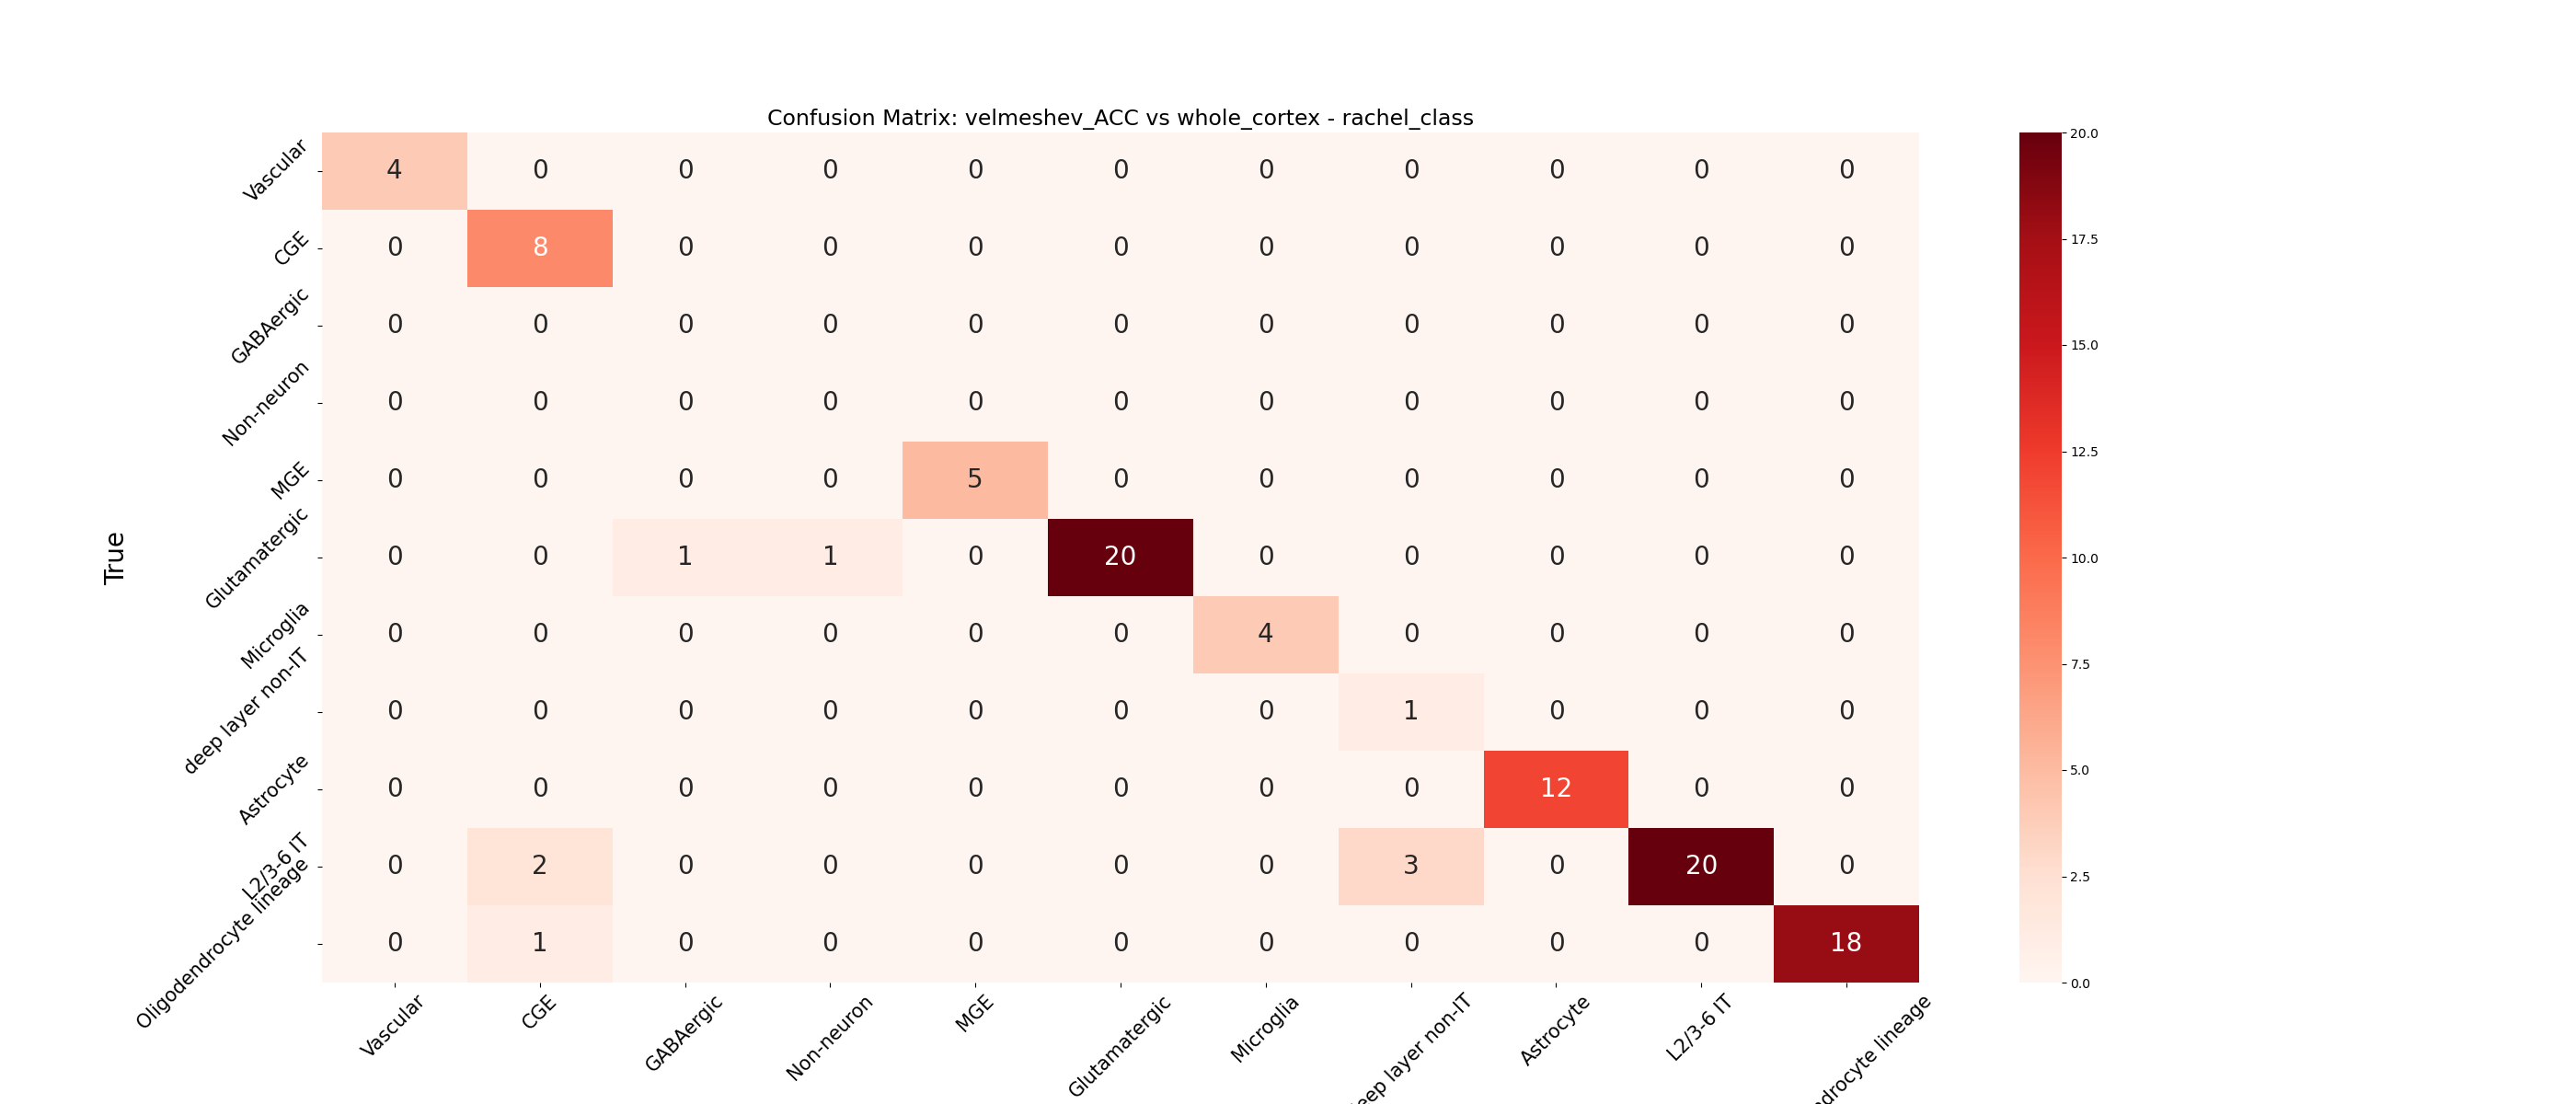 Confusion Matrix: velmeshev_ACC vs whole_cortex - rachel_class
True
Vascular 4 0 0 0 0 0 0 0 0 0 0
CGE 0 8 0 0 0 0 0 0 0 0 0
GABAergic 0 0 0 0 0 0 0 0 0 0 0
Non-neuron 0 0 0 0 0 0 0 0 0 0 0
MGE 0 0 0 0 5 0 0 0 0 0 0
Glutamatergic 0 0 1 1 0 20 0 0 0 0 0
Microglia 0 0 0 0 0 0 4 0 0 0 0
deep layer non-IT 0 0 0 0 0 0 0 1 0 0 0
Astrocyte 0 0 0 0 0 0 0 0 12 0 0
L2/3-6 IT 0 2 0 0 0 0 0 3 0 20 0
Oligodendrocyte lineage 0 1 0 0 0 0 0 0 0 0 18
Vascular CGE GABAergic Non-neuron MGE Glutamatergic Microglia eep layer non-IT Astrocyte L2/3-6 IT ndrocyte lineage
20.0
17.5
15.0
12.5
10.0
7.5
5.0
2.5
0.0